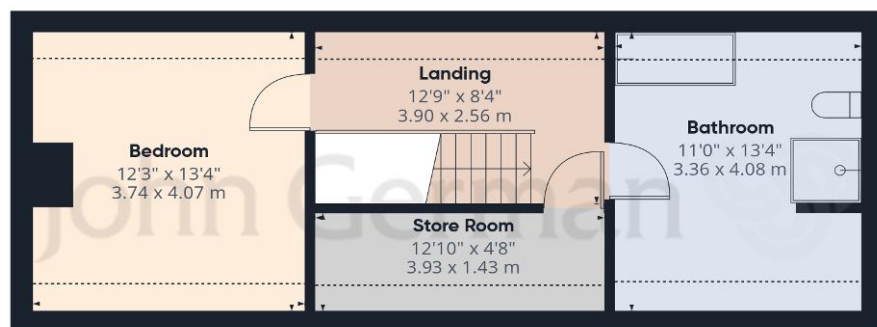 Bedroom
12'3" x 13'4"
3.74 x 4.07 m
Landing
12'9" x 8'4"
3.90 x 2.56 m
Bathroom
11'0" x 13'4"
3.36 x 4.08 m
Store Room
12'10" x 4'8"
3.93 x 1.43 m
John German